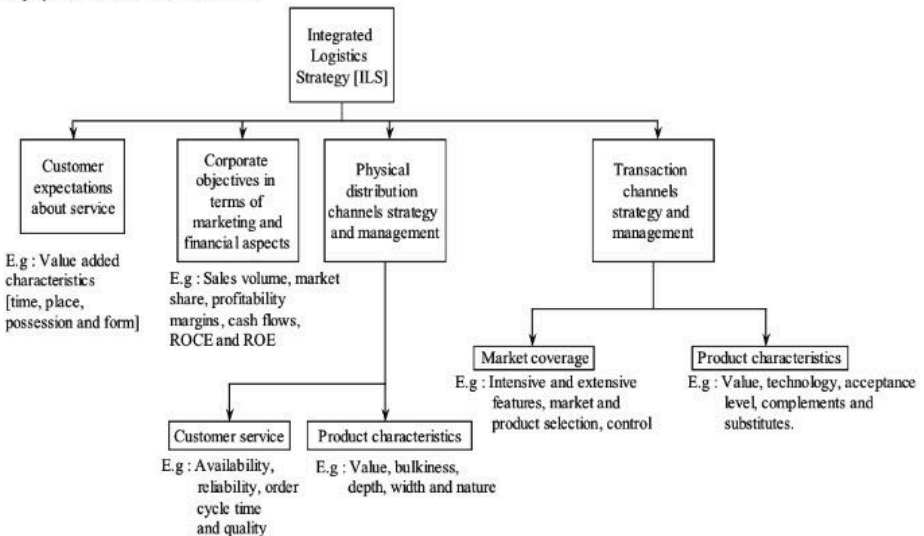 Integrated
Logistics
Strategy [ILS]
Customer
expectations
about service
E.g : Value added
characteristics
[time, place,
possession and form]
Corporate
objectives in
terms of
marketing and
financial aspects
E.g : Sales volume, market
share, profitability
margins, cash flows,
ROCE and ROE
Physical
distribution
channels strategy
and management
Transaction
channels
strategy and
management
Customer service
E.g : Availability,
reliability, order
cycle time
and quality
Product characteristics
E.g : Value, bulkiness,
depth, width and nature
Market coverage
E.g : Intensive and extensive
features, market and
product selection, control
Product characteristics
E.g : Value, technology, acceptance
level, complements and
substitutes.